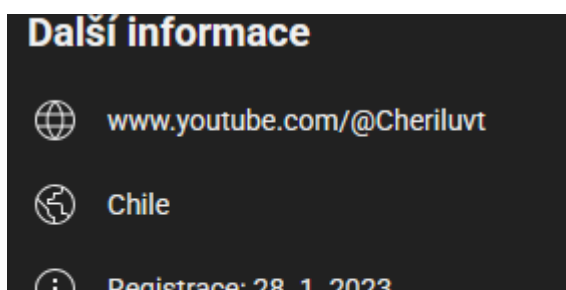 Další informace
www.youtube.com/@Cheriluvt
Chile
Registrace: 28. 1. 2023